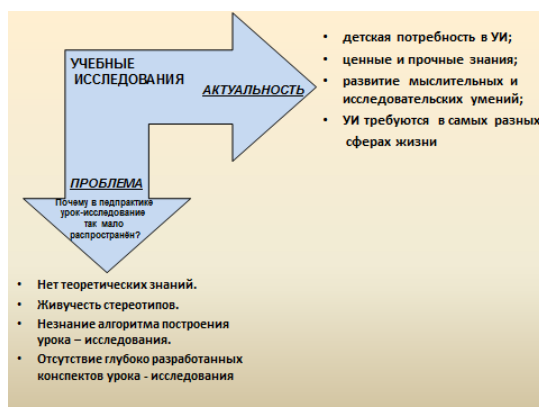 УЧЕБНЫЕ
ИССЛЕДОВАНИЯ
АКТУАЛЬНОСТЬ
• детская потребность в УИ;
• ценные и прочные знания;
• развитие мыслительных и
исследовательских умений;
• УИ требуются в самых разных
сферах жизни
ПРОБЛЕМА
Почему в педпрактике
урок-исследование
так мало
распространён?
• Нет теоретических знаний.
• Живучесть стереотипов.
• Незнание алгоритма построения
урока – исследования.
• Отсутствие глубоко разработанных
конспектов урока - исследования